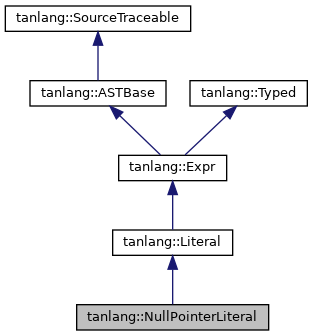 tanlang::SourceTraceable
tanlang::ASTBase
tanlang::Typed
tanlang::Expr
tanlang::Literal
tanlang::NullPointerLiteral